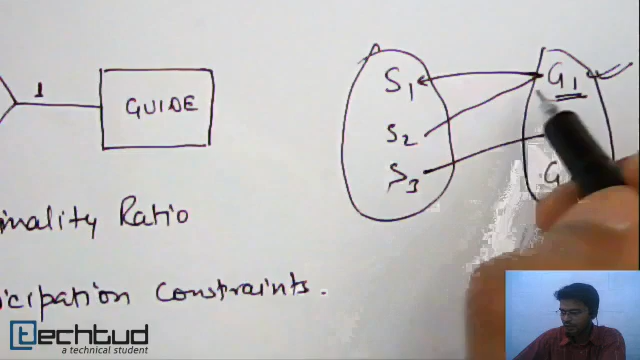 1
GUIDE
S1
S2
S3
G1
G
inality Ratio
icipation Constraints.
techtud
a technical student